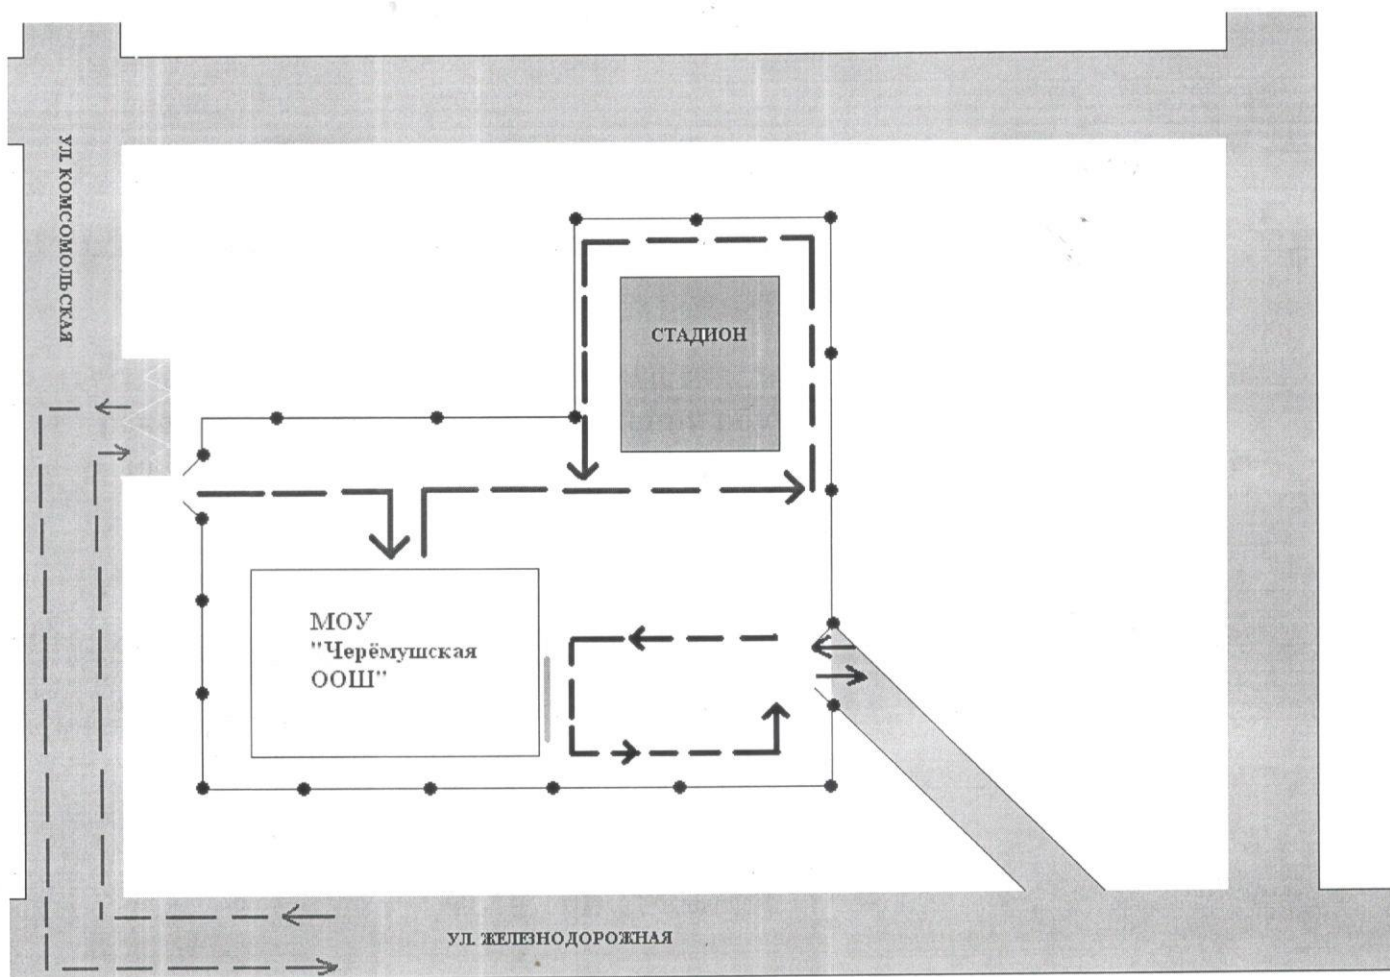 УЛ. КОМСОМОЛЬСКАЯ
СТАДИОН
МОУ
"Черёмушская
ООШ"
УЛ. ЖЕЛЕЗНОДОРОЖНАЯ